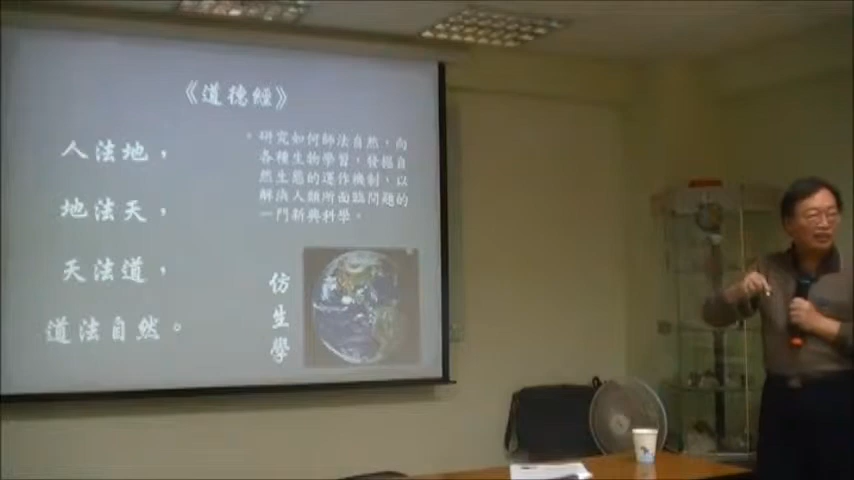 《道德經》
人法地，
地法天，
天法道，
道法自然。
研究如何師法自然，向
各種生物學習，發掘自
然生態的運作機制，以
解決人類所面臨問題的
一門新興科學。
仿生學